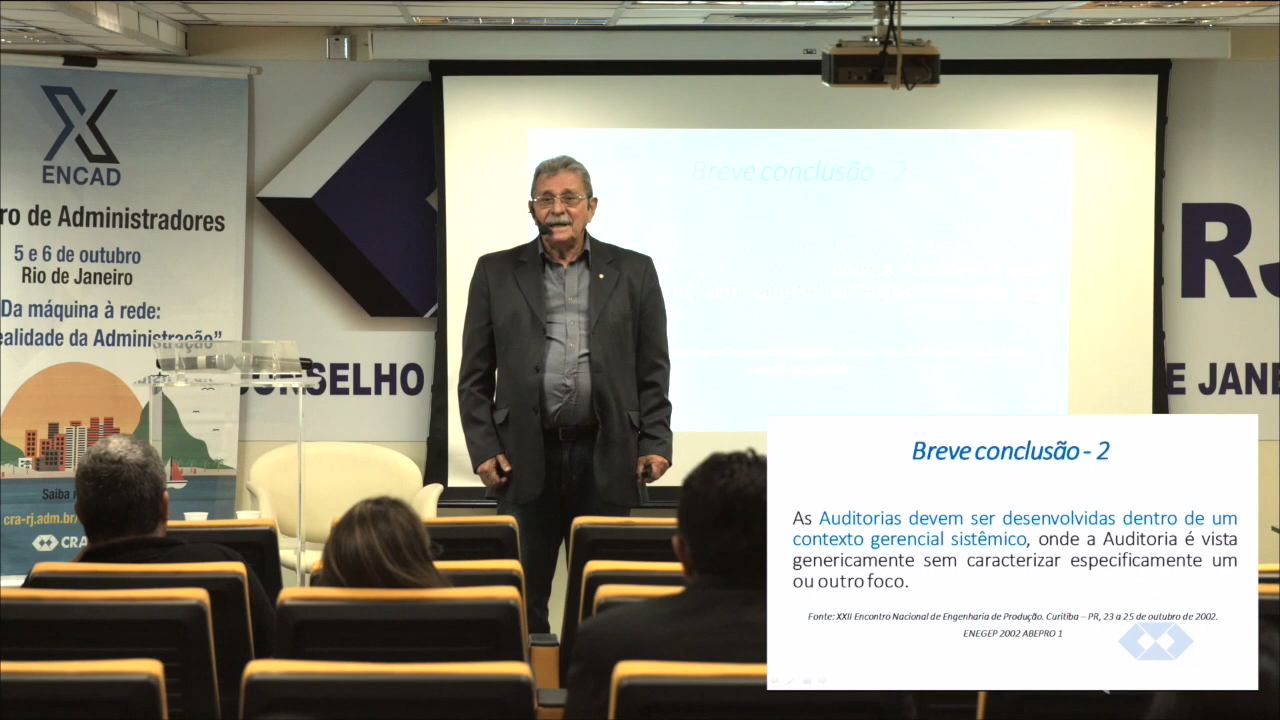 X
ENCAD
ro de Administradores
5 e 6 de outubro
Rio de Janeiro
Da máquina à rede:
ealidade da Administração”
Saiba
cra-rj.adm.br/
CRA
CONSELHO
RJ
E JANE
Breve conclusão - 2
Breve conclusão - 2
As Auditorias devem ser desenvolvidas dentro de um
contexto gerencial sistêmico, onde a Auditoria é vista
genericamente sem caracterizar especificamente um
ou outro foco.
Fonte: XXII Encontro Nacional de Engenharia de Produção. Curitiba – PR, 23 a 25 de outubro de 2002.
ENEGEP 2002 ABEPRO 1